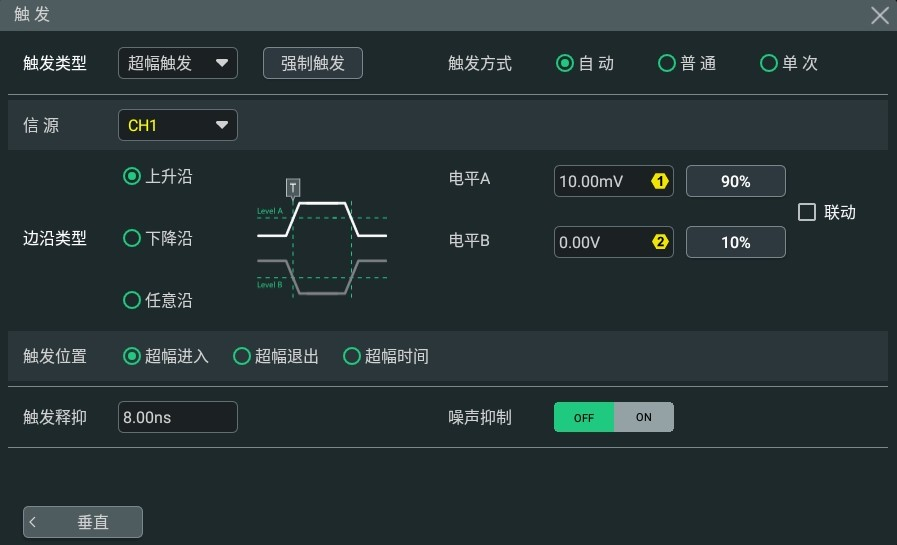 触发
触发类型 超幅触发 强制触发 触发方式 自动 普通 单次
信源 CH1
上升沿
T
电平A 10.00mV 1 90%
Level A
联动
边沿类型 下降沿
电平B 0.00V 2 10%
Level B
任意沿
触发位置 超幅进入 超幅退出 超幅时间
触发释抑 8.00ns 噪声抑制 OFF ON
垂直